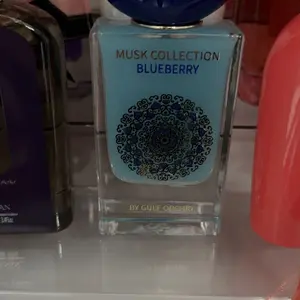 MUSK COLLECTION
BLUEBERRY
BY GULF ORCHID